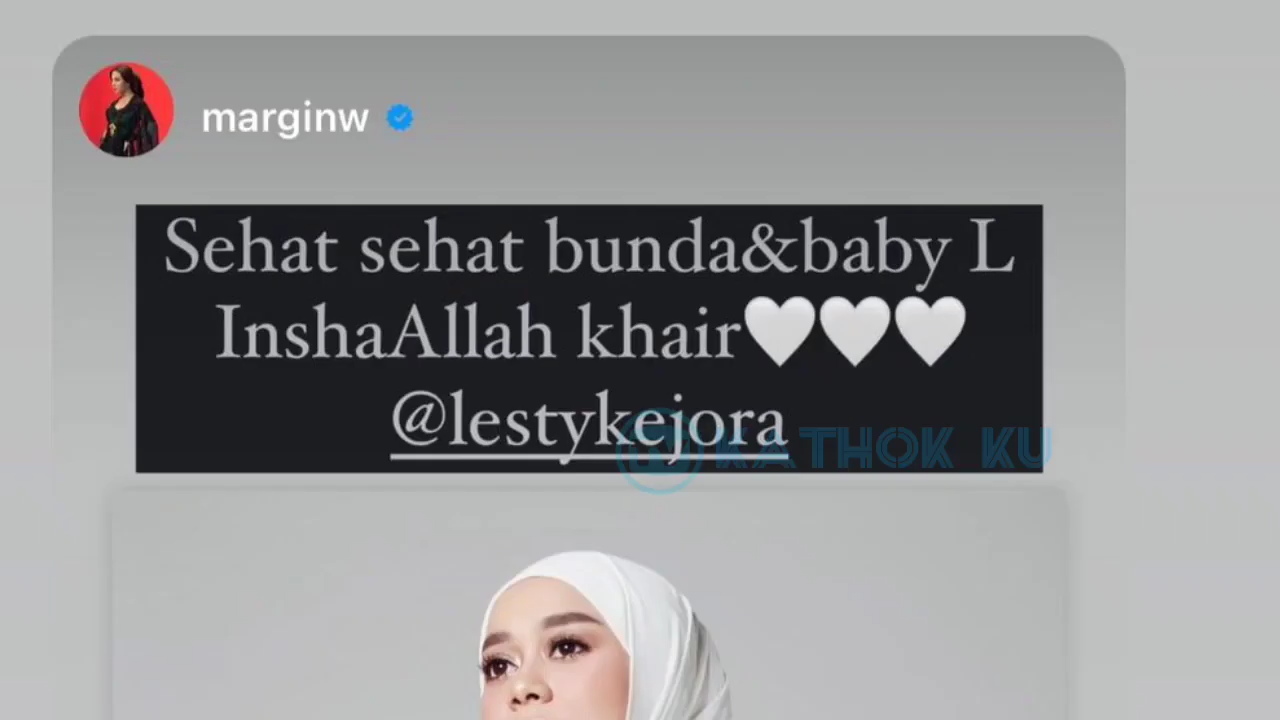 marginw
Sehat sehat bunda&baby L
InshaAllah khair🤍🤍🤍
@lestykejora
KATHOK KU